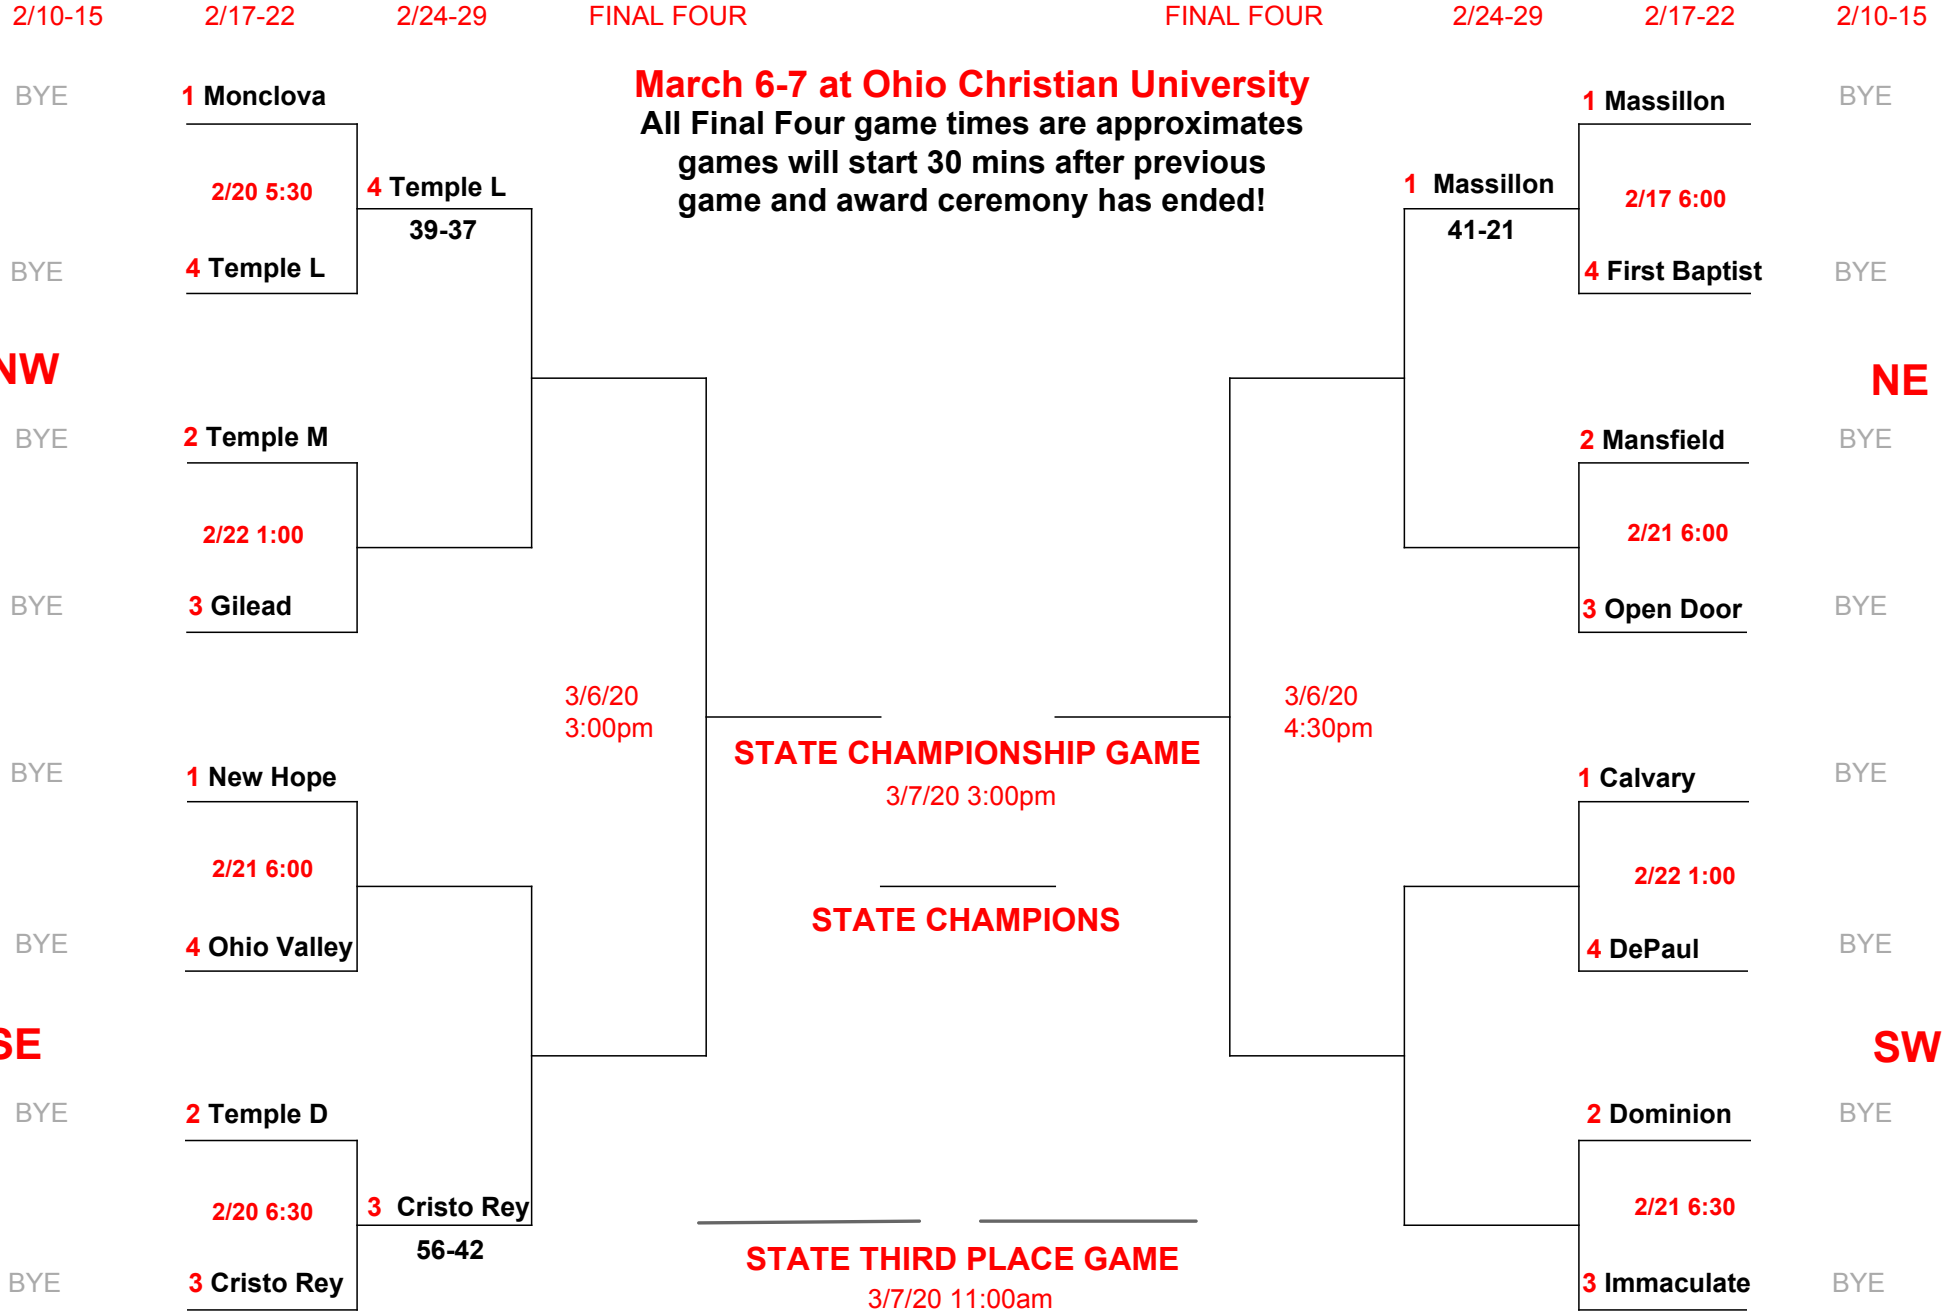 2/10-15 2/17-22 2/24-29 FINAL FOUR FINAL FOUR 2/24-29 2/17-22 2/10-15
March 6-7 at Ohio Christian University
All Final Four game times are approximates
games will start 30 mins after previous
game and award ceremony has ended!
BYE 1 Monclova
2/20 5:30
4 Temple L
39-37
BYE 4 Temple L
NW
BYE 2 Temple M
2/22 1:00
BYE 3 Gilead
3/6/20
3:00pm
BYE 1 New Hope
2/21 6:00
BYE 4 Ohio Valley
SE
BYE 2 Temple D
2/20 6:30
3 Cristo Rey
56-42
BYE 3 Cristo Rey
STATE CHAMPIONSHIP GAME
3/7/20 3:00pm
STATE CHAMPIONS
STATE THIRD PLACE GAME
3/7/20 11:00am
1 Massillon BYE
2/17 6:00
1 Massillon
41-21
4 First Baptist BYE
NE
2 Mansfield BYE
2/21 6:00
3 Open Door BYE
3/6/20
4:30pm
1 Calvary BYE
2/22 1:00
4 DePaul BYE
SW
2 Dominion BYE
2/21 6:30
3 Immaculate BYE